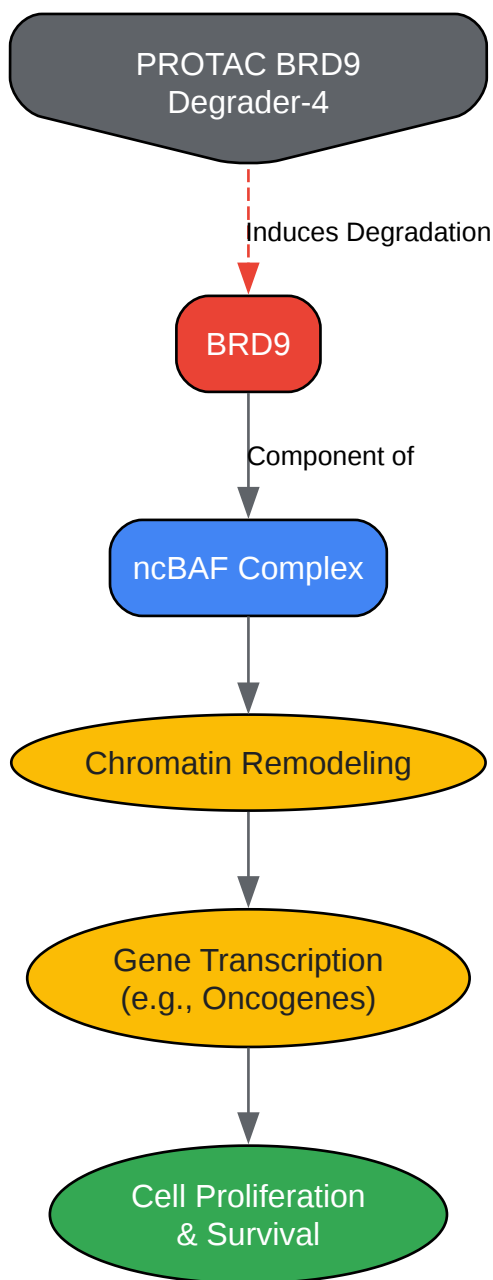 PROTAC BRD9
Degrader-4
Induces Degradation
BRD9
Component of
ncBAF Complex
Chromatin Remodeling
Gene Transcription
(e.g., Oncogenes)
Cell Proliferation
& Survival